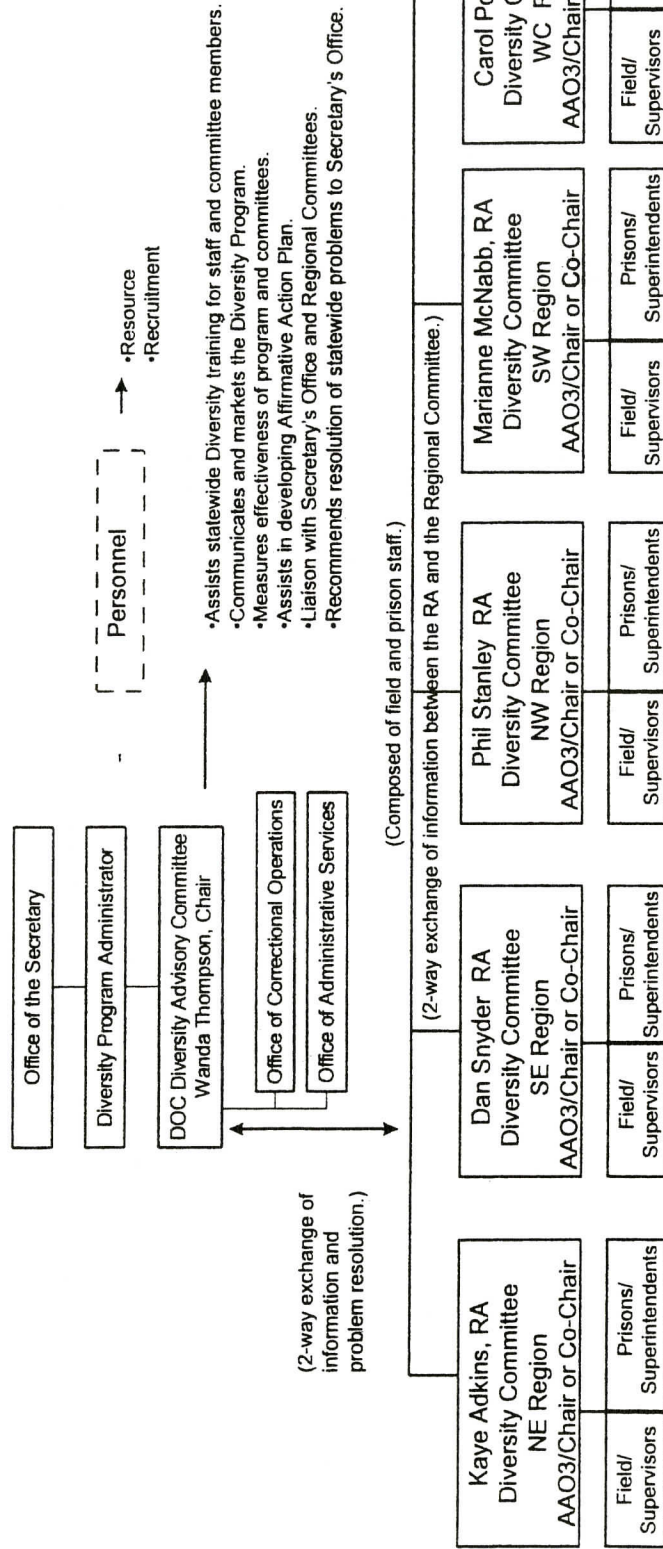 Office of the Secretary
Diversity Program Administrator
DOC Diversity Advisory Committee
Wanda Thompson, Chair
Office of Correctional Operations
Office of Administrative Services
Personnel
•Resource
•Recruitment
•Assists statewide Diversity training for staff and committee members.
•Communicates and markets the Diversity Program.
•Measures effectiveness of program and committees.
•Assists in developing Affirmative Action Plan.
•Liaison with Secretary's Office and Regional Committees.
•Recommends resolution of statewide problems to Secretary's Office.
(2-way exchange of
information and
problem resolution.)
(Composed of field and prison staff.)
(2-way exchange of information between the RA and the Regional Committee.)
Kaye Adkins, RA
Diversity Committee
NE Region
AAO3/Chair or Co-Chair
Field/
Supervisors
Prisons/
Superintendents
Dan Snyder RA
Diversity Committee
SE Region
AAO3/Chair or Co-Chair
Field/
Supervisors
Prisons/
Superintendents
Phil Stanley RA
Diversity Committee
NW Region
AAO3/Chair or Co-Chair
Field/
Supervisors
Prisons/
Superintendents
Marianne McNabb, RA
Diversity Committee
SW Region
AAO3/Chair or Co-Chair
Field/
Supervisors
Prisons/
Superintendents
Carol
Diversity
WC
AAO3/Chair
Field/
Supervisors